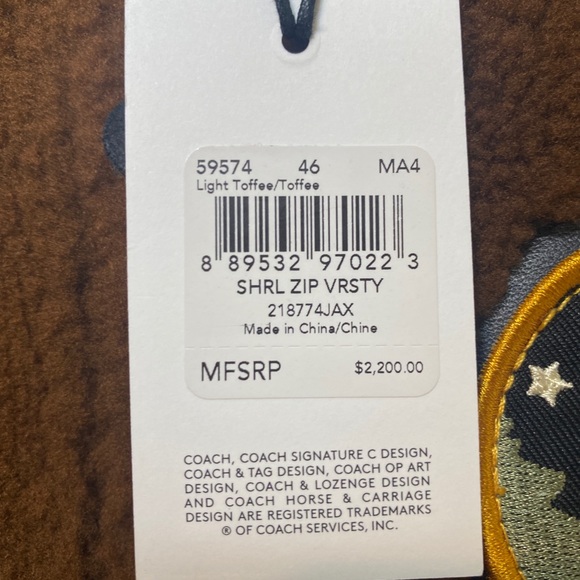 59574 46 MA4
Light Toffee/Toffee
8 89532 97022 3
SHRL ZIP VRSTY
218774JAX
Made in China/Chine
MFSRP $2,200.00
COACH, COACH SIGNATURE C DESIGN,
COACH & TAG DESIGN, COACH OP ART
DESIGN, COACH & LOZENGE DESIGN
AND COACH HORSE & CARRIAGE
DESIGN ARE REGISTERED TRADEMARKS
® OF COACH SERVICES, INC.